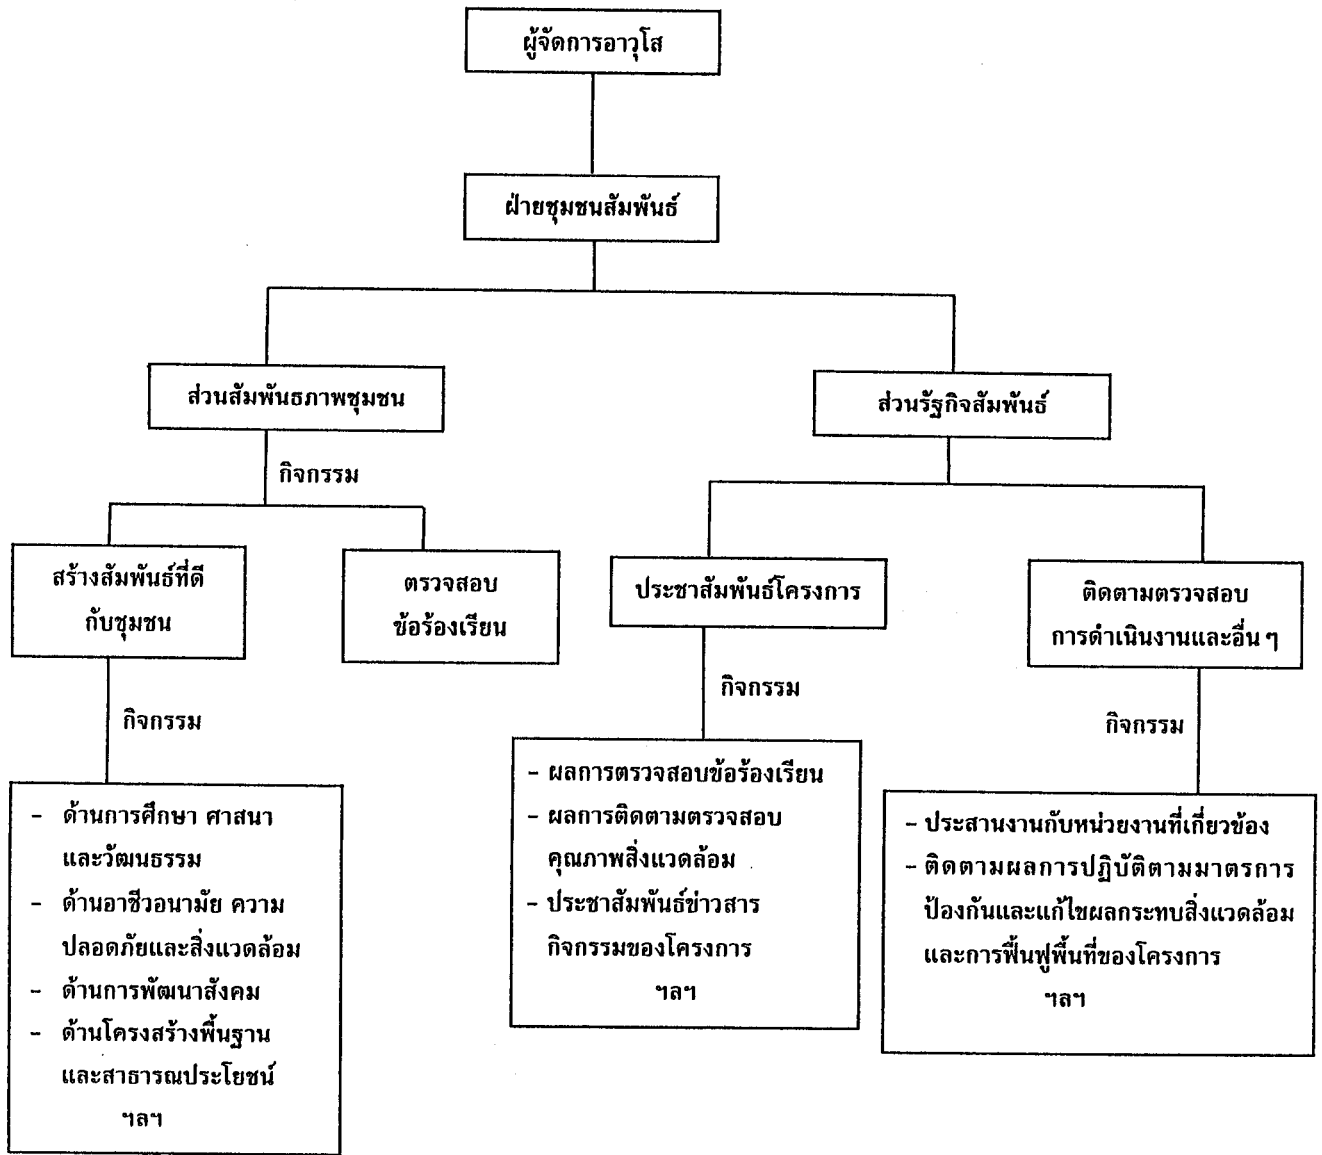 ผู้จัดการอาวุโส
ฝ่ายชุมชนสัมพันธ์
ส่วนสัมพันธภาพชุมชน
ส่วนรัฐกิจสัมพันธ์
กิจกรรม
สร้างสัมพันธ์ที่ดี
กับชุมชน
ตรวจสอบ
ข้อร้องเรียน
ประชาสัมพันธ์โครงการ
ติดตามตรวจสอบ
การดำเนินงานและอื่น ๆ
กิจกรรม
กิจกรรม
กิจกรรม
- ด้านการศึกษา ศาสนา
และวัฒนธรรม
- ด้านอาชีวอนามัย ความ
ปลอดภัยและสิ่งแวดล้อม
- ด้านการพัฒนาสังคม
- ด้านโครงสร้างพื้นฐาน
และสาธารณประโยชน์
ฯลฯ
- ผลการตรวจสอบข้อร้องเรียน
- ผลการติดตามตรวจสอบ
คุณภาพสิ่งแวดล้อม
- ประชาสัมพันธ์ข่าวสาร
กิจกรรมของโครงการ
ฯลฯ
- ประสานงานกับหน่วยงานที่เกี่ยวข้อง
- ติดตามผลการปฏิบัติตามมาตรการ
ป้องกันและแก้ไขผลกระทบสิ่งแวดล้อม
และการฟื้นฟูพื้นที่ของโครงการ
ฯลฯ